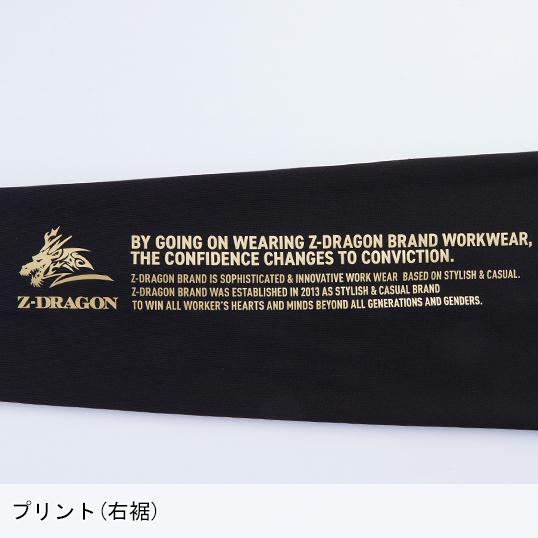 Z-DRAGON
BY GOING ON WEARING Z-DRAGON BRAND WORKWEAR,
THE CONFIDENCE CHANGES TO CONVICTION.
Z-DRAGON BRAND IS SOPHISTICATED & INNOVATIVE WORK WEAR BASED ON STYLISH & CASUAL.
Z-DRAGON BRAND WAS ESTABLISHED IN 2013 AS STYLISH & CASUAL BRAND
TO WIN ALL WORKER'S HEARTS AND MINDS BEYOND ALL GENERATIONS AND GENDERS.
プリント(右裾)